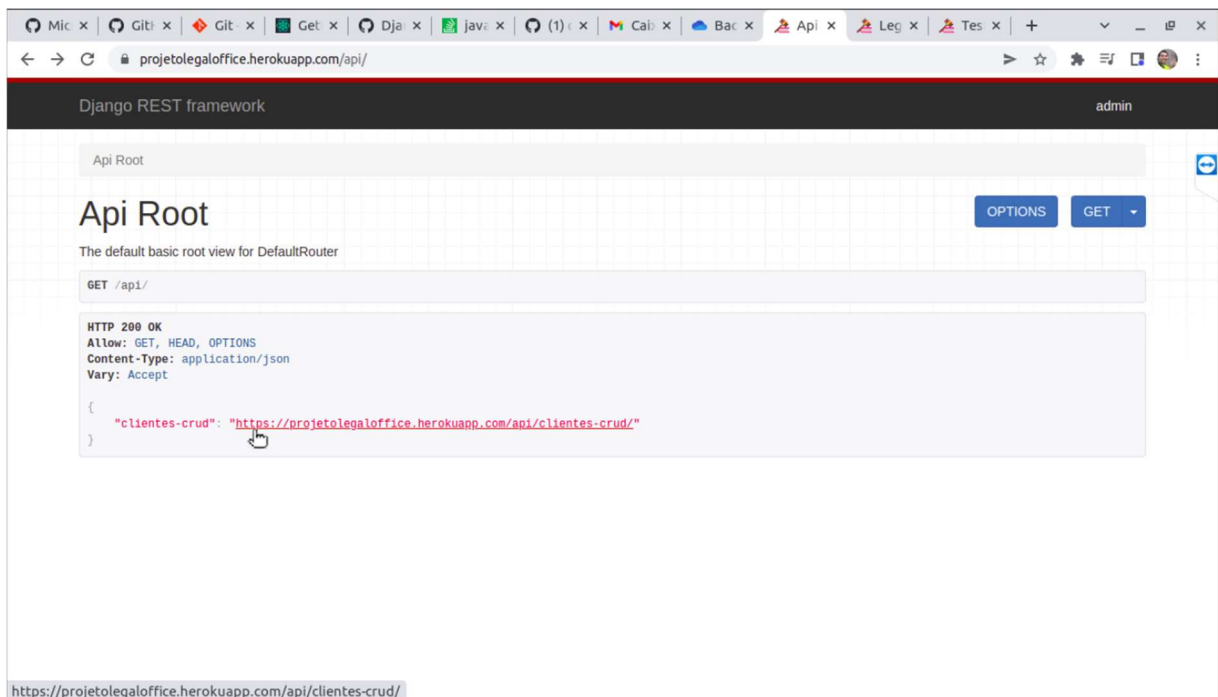 Mic Gitl Git Get Dja java (1) Caix Bac Api Leg Tes
projetolegaloffice.herokuapp.com/api/
Django REST framework admin
Api Root
Api Root OPTIONS GET
The default basic root view for DefaultRouter
GET /api/
HTTP 200 OK
Allow: GET, HEAD, OPTIONS
Content-Type: application/json
Vary: Accept
{
"clientes-crud": "https://projetolegaloffice.herokuapp.com/api/clientes-crud/"
}
https://projetolegaloffice.herokuapp.com/api/clientes-crud/